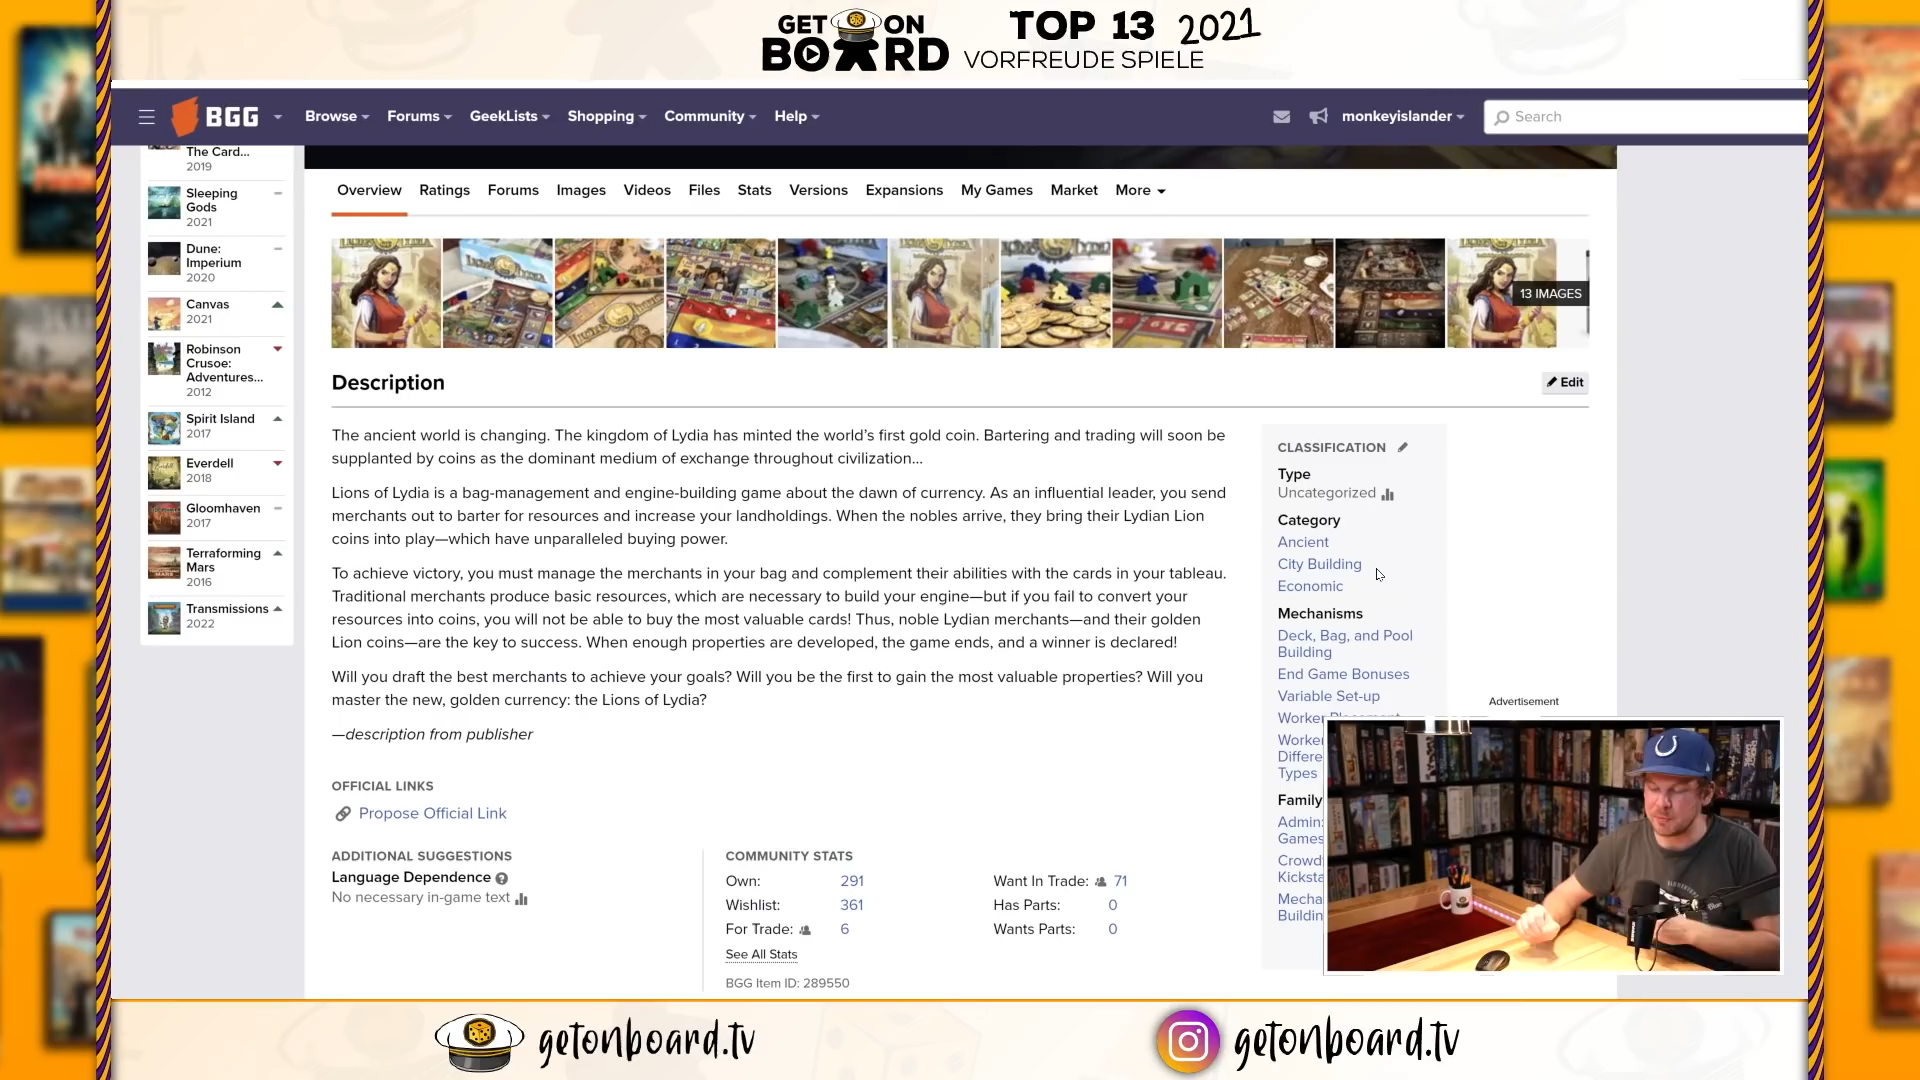 GET ON
BOARD
TOP 13 2021
VORFREUDE SPIELE
BGG
Browse
Forums
GeekLists
Shopping
Community
Help
monkeyislander
Search
The Card...
2019
Sleeping
Gods
2021
Dune:
Imperium
2020
Canvas
2021
Robinson
Crusoe:
Adventures...
2012
Spirit Island
2017
Everdell
2018
Gloomhaven
2017
Terraforming
Mars
2016
Transmissions
2022
Overview
Ratings
Forums
Images
Videos
Files
Stats
Versions
Expansions
My Games
Market
More
13 IMAGES
Description
Edit
The ancient world is changing. The kingdom of Lydia has minted the world’s first gold coin. Bartering and trading will soon be
supplanted by coins as the dominant medium of exchange throughout civilization...
Lions of Lydia is a bag-management and engine-building game about the dawn of currency. As an influential leader, you send
merchants out to barter for resources and increase your landholdings. When the nobles arrive, they bring their Lydian Lion
coins into play—which have unparalleled buying power.
To achieve victory, you must manage the merchants in your bag and complement their abilities with the cards in your tableau.
Traditional merchants produce basic resources, which are necessary to build your engine—but if you fail to convert your
resources into coins, you will not be able to buy the most valuable cards! Thus, noble Lydian merchants—and their golden
Lion coins—are the key to success. When enough properties are developed, the game ends, and a winner is declared!
Will you draft the best merchants to achieve your goals? Will you be the first to gain the most valuable properties? Will you
master the new, golden currency: the Lions of Lydia?
—description from publisher
OFFICIAL LINKS
Propose Official Link
ADDITIONAL SUGGESTIONS
Language Dependence
No necessary in-game text
COMMUNITY STATS
Own: 291
Wishlist: 361
For Trade: 6
See All Stats
BGG Item ID: 289550
Want In Trade: 71
Has Parts: 0
Wants Parts: 0
CLASSIFICATION
Type
Uncategorized
Category
Ancient
City Building
Economic
Mechanisms
Deck, Bag, and Pool
Building
End Game Bonuses
Variable Set-up
Worker Placement
Worker
Differe
Types
Family
Admin:
Games
Crowd
Kicksta
Mecha
Buildin
Advertisement
getonboard.tv
getonboard.tv